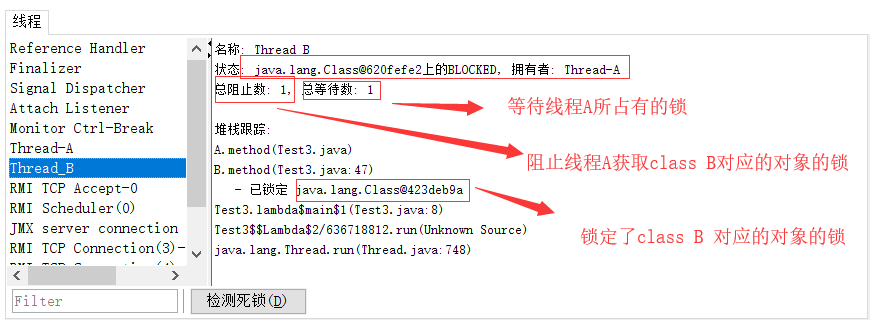 线程
Reference Handler
Finalizer
Signal Dispatcher
Attach Listener
Monitor Ctrl-Break
Thread-A
Thread_B
RMI TCP Accept-0
RMI Scheduler(0)
JMX server connection
RMI TCP Connection(3)-
名称: Thread_B
状态: java.lang.Class@620fefe2上的BLOCKED, 拥有者: Thread-A
总阻止数: 1, 总等待数: 1
堆栈跟踪:
A.method(Test3.java)
B.method(Test3.java:47)
- 已锁定 java.lang.Class@423deb9a
Test3.lambda$main$1(Test3.java:8)
Test3$$Lambda$2/636718812.run(Unknown Source)
java.lang.Thread.run(Thread.java:748)
等待线程A所占有的锁
阻止线程A获取class B对应的对象的锁
锁定了class B 对应的对象的锁
Filter
检测死锁(D)